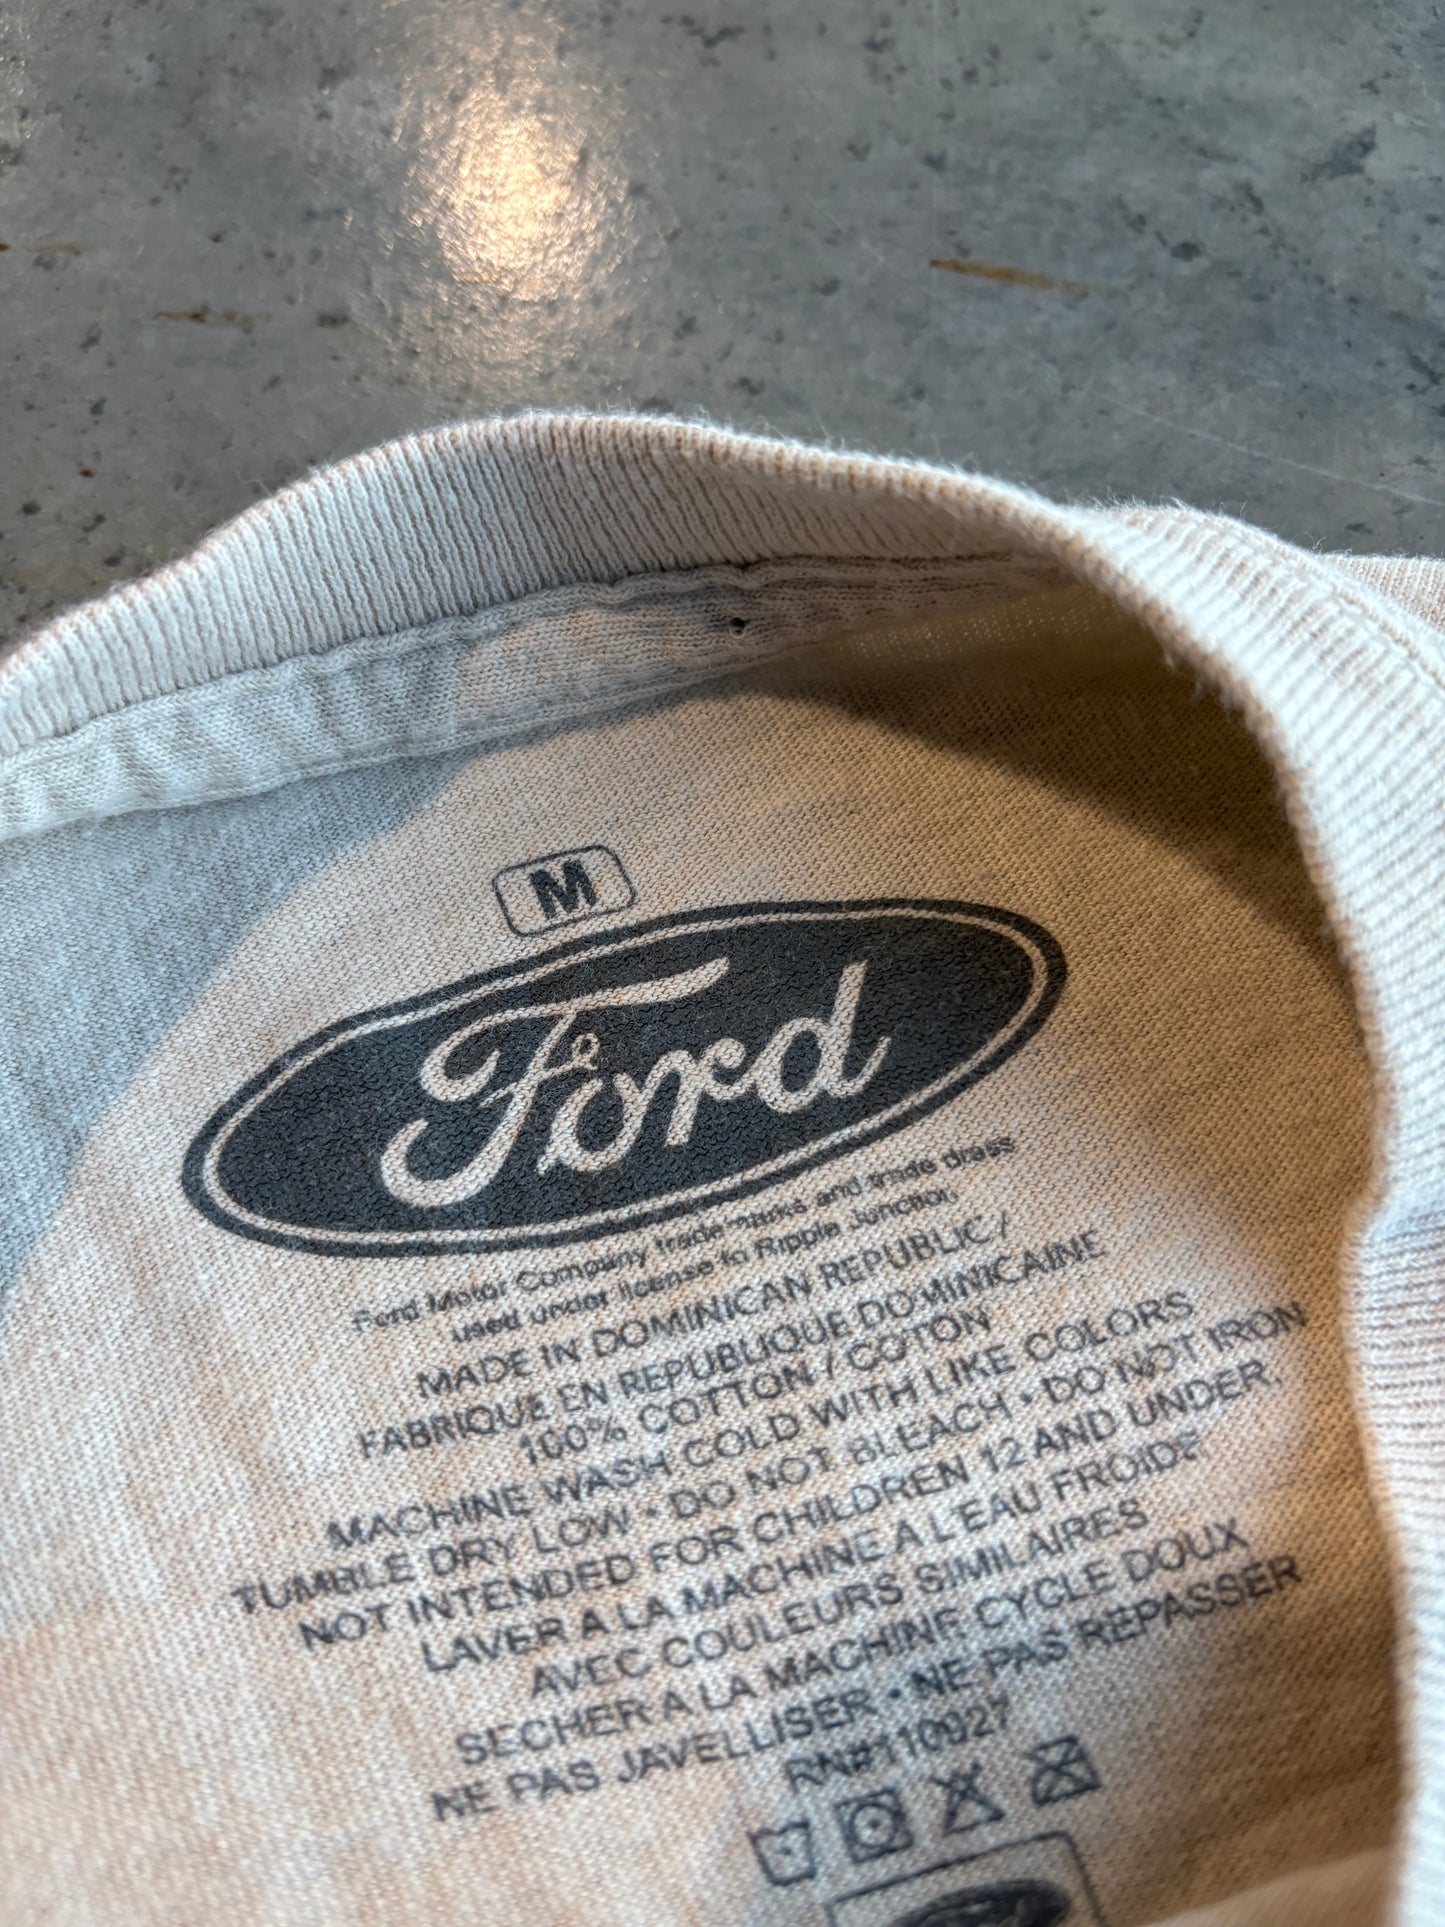 M
Ford
Ford Motor Company trademarks and trade dress
used under license to Ripple Junction.
MADE IN DOMINICAN REPUBLIC /
FABRIQUE EN REPUBLIQUE DOMINICAINE
100% COTTON / COTON
MACHINE WASH COLD WITH LIKE COLORS
TUMBLE DRY LOW • DO NOT BLEACH • DO NOT IRON
NOT INTENDED FOR CHILDREN 12 AND UNDER.
LAVER A LA MACHINE A L'EAU FROIDE
AVEC COULEURS SIMILAIRES
SECHER A LA MACHINE CYCLE DOUX
NE PAS JAVELLISER • NE PAS REPASSER
RN#110927